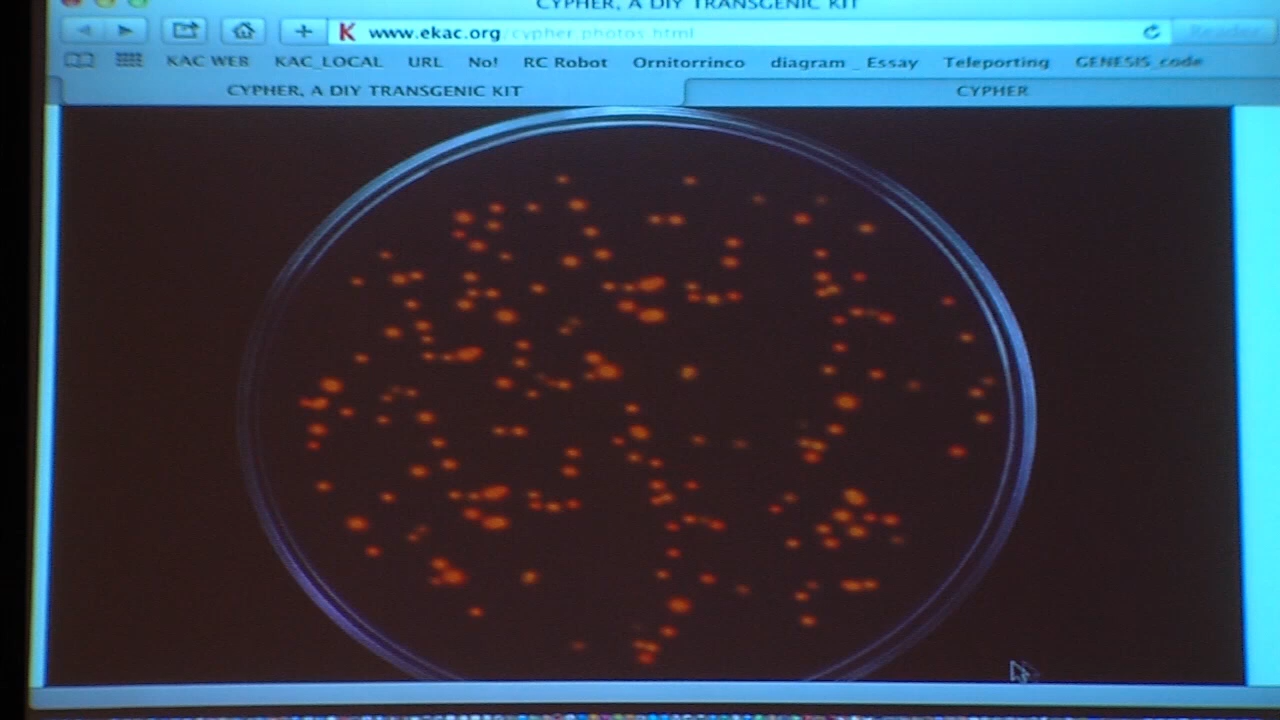 CYPHER, A DIY TRANSGENIC KIT
K www.ekac.org/cypher.photos.html Reader
KAC WEB KAC_LOCAL URL No! RC Robot Ornitorrinco diagram _ Essay Teleporting GENESIS_code
CYPHER, A DIY TRANSGENIC KIT CYPHER